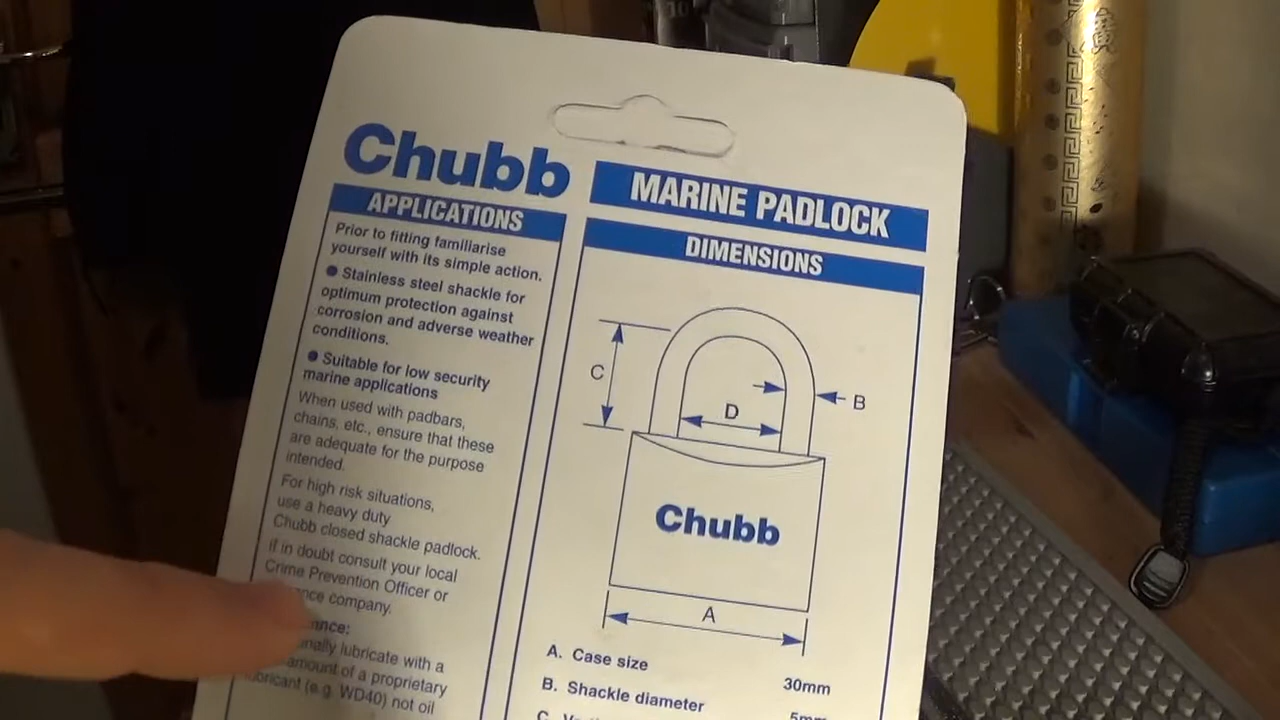 Chubb
APPLICATIONS
Prior to fitting familiarise
yourself with its simple action.
● Stainless steel shackle for
optimum protection against
corrosion and adverse weather
conditions.
● Suitable for low security
marine applications
When used with padbars,
chains, etc., ensure that these
are adequate for the purpose
intended.
For high risk situations,
use a heavy duty
Chubb closed shackle padlock.
If in doubt consult your local
Crime Prevention Officer or
company.
lubricate with a
amount of a proprietary
(e.g. WD40) not oil
MARINE PADLOCK
DIMENSIONS
C
B
D
Chubb
A
A. Case size 30mm
B. Shackle diameter 5mm
C.